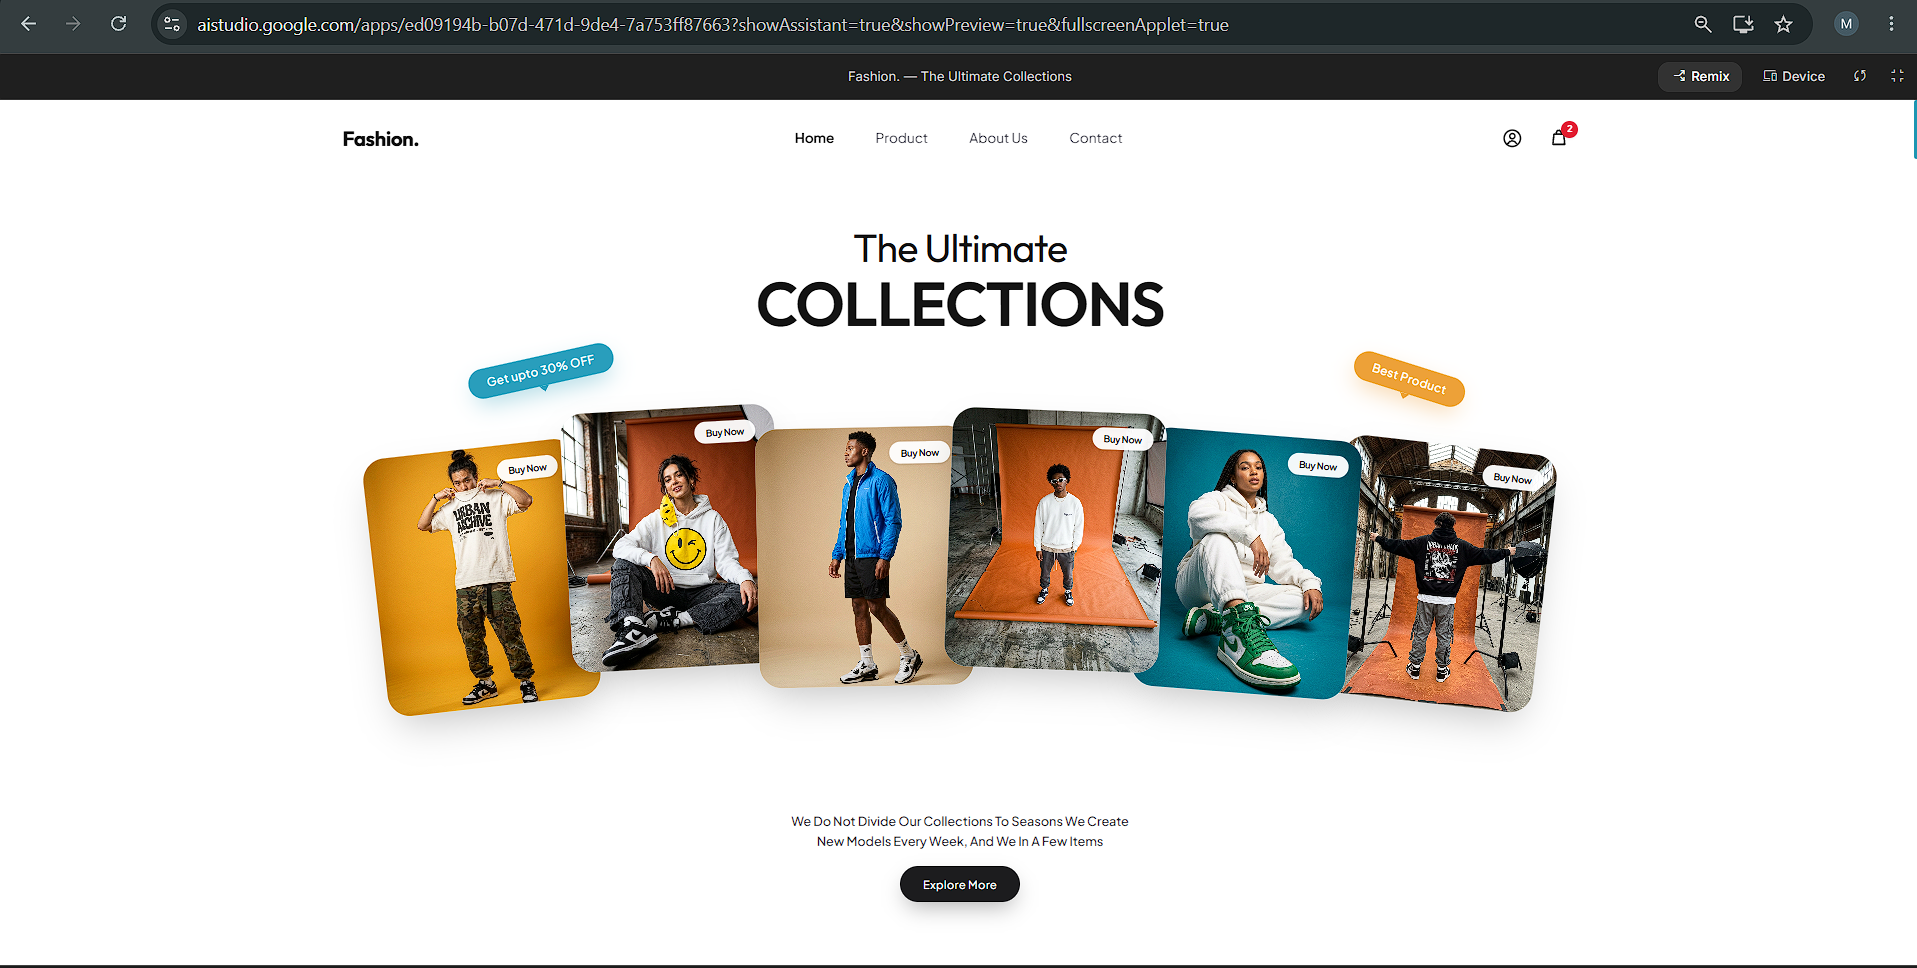 aistudio.google.com/apps/ed09194b-b07d-471d-9de4-7a753ff87663?showAssistant=true&showPreview=true&fullscreenApplet=true
M
Fashion. — The Ultimate Collections
Remix
Device
Fashion.
Home
Product
About Us
Contact
2
The Ultimate
COLLECTIONS
Get upto 30% OFF
Best Product
Buy Now
Buy Now
Buy Now
Buy Now
Buy Now
Buy Now
URBAN
ARCHIVE
We Do Not Divide Our Collections To Seasons We Create
New Models Every Week, And We In A Few Items
Explore More